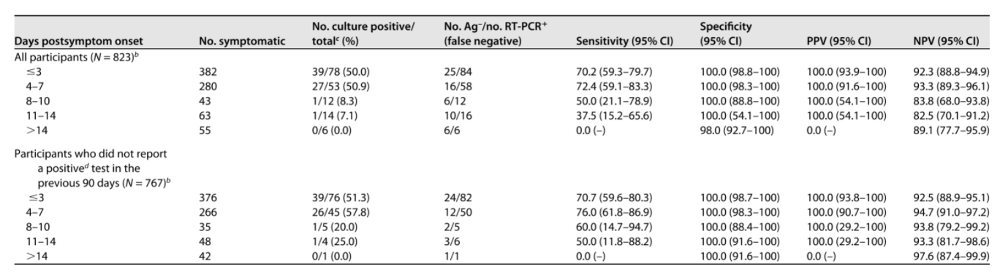 Days postsymptom onset No. symptomatic No. culture positive/totalᶜ (%) No. Ag⁻/no. RT-PCR⁺ (false negative) Sensitivity (95% CI) Specificity (95% CI) PPV (95% CI) NPV (95% CI)
All participants (N = 823)ᵇ
≤3 382 39/78 (50.0) 25/84 70.2 (59.3–79.7) 100.0 (98.8–100) 100.0 (93.9–100) 92.3 (88.8–94.9)
4–7 280 27/53 (50.9) 16/58 72.4 (59.1–83.3) 100.0 (98.3–100) 100.0 (91.6–100) 93.3 (89.3–96.1)
8–10 43 1/12 (8.3) 6/12 50.0 (21.1–78.9) 100.0 (88.8–100) 100.0 (54.1–100) 83.8 (68.0–93.8)
11–14 63 1/14 (7.1) 10/16 37.5 (15.2–65.6) 100.0 (54.1–100) 100.0 (54.1–100) 82.5 (70.1–91.2)
>14 55 0/6 (0.0) 6/6 0.0 (–) 98.0 (92.7–100) 0.0 (–) 89.1 (77.7–95.9)
Participants who did not report
a positiveᵈ test in the
previous 90 days (N = 767)ᵇ
≤3 376 39/76 (51.3) 24/82 70.7 (59.6–80.3) 100.0 (98.7–100) 100.0 (93.8–100) 92.5 (88.9–95.1)
4–7 266 26/45 (57.8) 12/50 76.0 (61.8–86.9) 100.0 (98.3–100) 100.0 (90.7–100) 94.7 (91.0–97.2)
8–10 35 1/5 (20.0) 2/5 60.0 (14.7–94.7) 100.0 (88.4–100) 100.0 (29.2–100) 93.8 (79.2–99.2)
11–14 48 1/4 (25.0) 3/6 50.0 (11.8–88.2) 100.0 (91.6–100) 100.0 (29.2–100) 93.3 (81.7–98.6)
>14 42 0/1 (0.0) 1/1 0.0 (–) 100.0 (91.6–100) 0.0 (–) 97.6 (87.4–99.9)